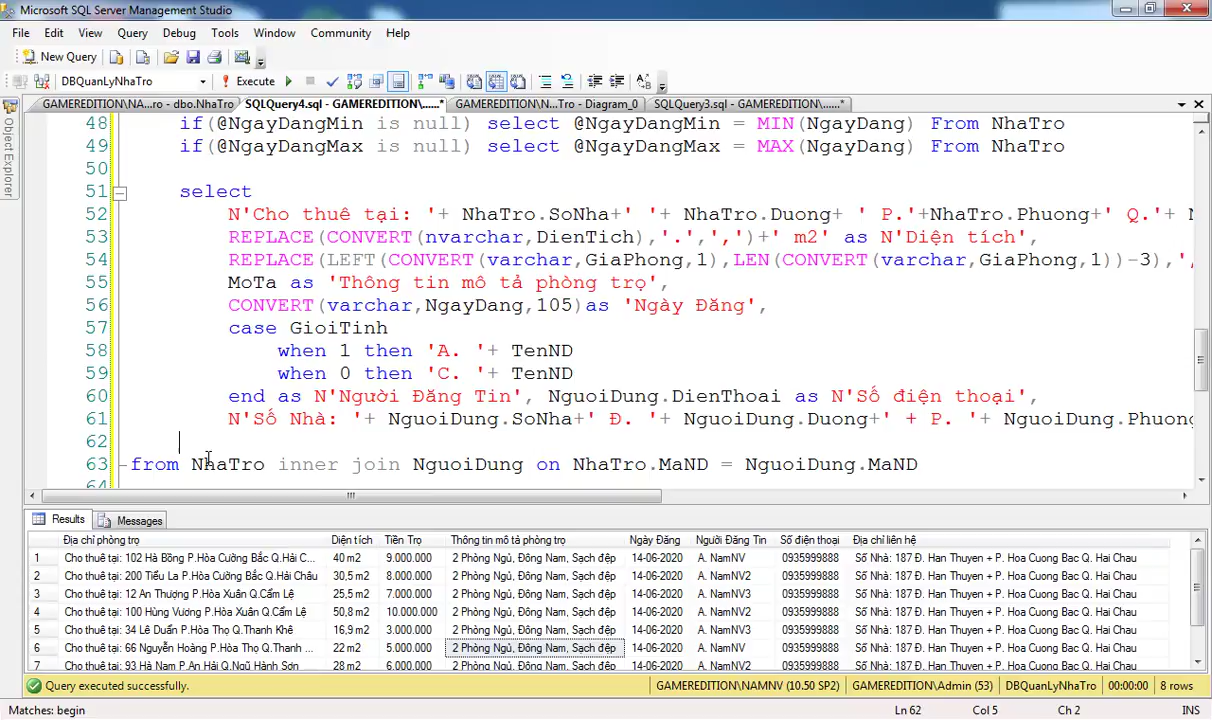 Microsoft SQL Server Management Studio
File Edit View Query Debug Tools Window Community Help
New Query
DBQuanLyNhaTro Execute
GAMEREDITION\NA...ro - dbo.NhaTro SQLQuery4.sql - GAMEREDITION\......* GAMEREDITION\N...Tro - Diagram_0 SQLQuery3.sql - GAMEREDITION\......*
Object Explorer
48 if(@NgayDangMin is null) select @NgayDangMin = MIN(NgayDang) From NhaTro
49 if(@NgayDangMax is null) select @NgayDangMax = MAX(NgayDang) From NhaTro
50
51 select
52 N'Cho thuê tại: '+ NhaTro.SoNha+' '+ NhaTro.Duong+ ' P.'+NhaTro.Phuong+' Q.'+ N
53 REPLACE(CONVERT(nvarchar,DienTich),'.',',')+' m2' as N'Diện tích',
54 REPLACE(LEFT(CONVERT(varchar,GiaPhong,1),LEN(CONVERT(varchar,GiaPhong,1))-3),',
55 MoTa as 'Thông tin mô tả phòng trọ',
56 CONVERT(varchar,NgayDang,105)as 'Ngày Đăng',
57 case GioiTinh
58 when 1 then 'A. '+ TenND
59 when 0 then 'C. '+ TenND
60 end as N'Người Đăng Tin', NguoiDung.DienThoai as N'Số điện thoại',
61 N'Số Nhà: '+ NguoiDung.SoNha+' Đ. '+ NguoiDung.Duong+' + P. '+ NguoiDung.Phuong
62
63 from NhaTro inner join NguoiDung on NhaTro.MaND = NguoiDung.MaND
64
Results Messages
Địa chỉ phòng trọ Diện tích Tiền Trọ Thông tin mô tả phòng trọ Ngày Đăng Người Đăng Tin Số điện thoại Địa chỉ liên hệ
1 Cho thuê tại: 102 Hà Bồng P.Hòa Cường Bắc Q.Hải C... 40 m2 9.000.000 2 Phòng Ngủ, Đông Nam, Sạch đẹp 14-06-2020 A. NamNV 0935999888 Số Nhà: 187 Đ. Han Thuyen + P. Hoa Cuong Bac Q. Hai Chau
2 Cho thuê tại: 200 Tiểu La P.Hòa Cường Bắc Q.Hải Châu 30,5 m2 8.000.000 2 Phòng Ngủ, Đông Nam, Sạch đẹp 14-06-2020 A. NamNV2 0935999888 Số Nhà: 187 Đ. Han Thuyen + P. Hoa Cuong Bac Q. Hai Chau
3 Cho thuê tại: 12 An Thượng P.Hòa Xuân Q.Cẩm Lệ 25,5 m2 7.000.000 2 Phòng Ngủ, Đông Nam, Sạch đẹp 14-06-2020 A. NamNV3 0935999888 Số Nhà: 187 Đ. Han Thuyen + P. Hoa Cuong Bac Q. Hai Chau
4 Cho thuê tại: 100 Hùng Vương P.Hòa Xuân Q.Cẩm Lệ 50,8 m2 10.000.000 2 Phòng Ngủ, Đông Nam, Sạch đẹp 14-06-2020 A. NamNV2 0935999888 Số Nhà: 187 Đ. Han Thuyen + P. Hoa Cuong Bac Q. Hai Chau
5 Cho thuê tại: 34 Lê Duẩn P.Hòa Thọ Q.Thanh Khê 16,9 m2 3.000.000 2 Phòng Ngủ, Đông Nam, Sạch đẹp 14-06-2020 A. NamNV3 0935999888 Số Nhà: 187 Đ. Han Thuyen + P. Hoa Cuong Bac Q. Hai Chau
6 Cho thuê tại: 66 Nguyễn Hoàng P.Hòa Thọ Q.Thanh ... 22 m2 5.000.000 2 Phòng Ngủ, Đông Nam, Sạch đẹp 14-06-2020 A. NamNV 0935999888 Số Nhà: 187 Đ. Han Thuyen + P. Hoa Cuong Bac Q. Hai Chau
7 Cho thuê tại: 93 Hà Nam P.An Hải Q.Ngũ Hành Sơn 28 m2 6.000.000 2 Phòng Ngủ, Đông Nam, Sạch đẹp 14-06-2020 A. NamNV2 0935999888 Số Nhà: 187 Đ. Han Thuyen + P. Hoa Cuong Bac Q. Hai Chau
Query executed successfully. GAMEREDITION\NAMNV (10.50 SP2) GAMEREDITION\Admin (53) DBQuanLyNhaTro 00:00:00 8 rows
Matches: begin Ln 62 Col 5 Ch 2 INS